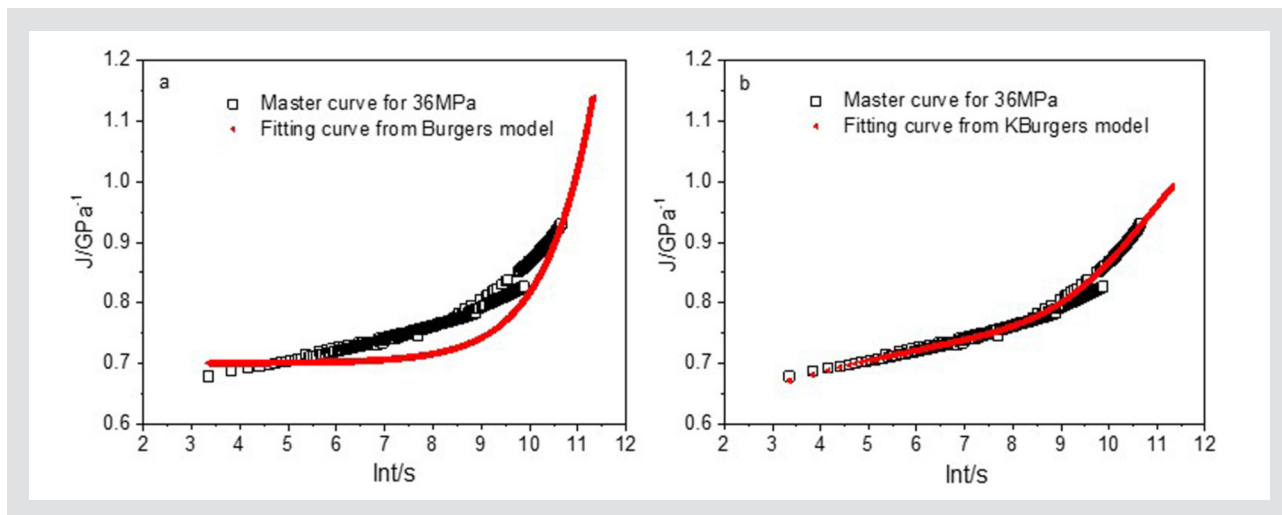 a
Master curve for 36MPa
Fitting curve from Burgers model
J/GPa⁻¹
1.2
1.1
1.0
0.9
0.8
0.7
0.6
2 3 4 5 6 7 8 9 10 11 12
lnt/s
b
Master curve for 36MPa
Fitting curve from KBurgers model
J/GPa⁻¹
1.2
1.1
1.0
0.9
0.8
0.7
0.6
2 3 4 5 6 7 8 9 10 11 12
lnt/s